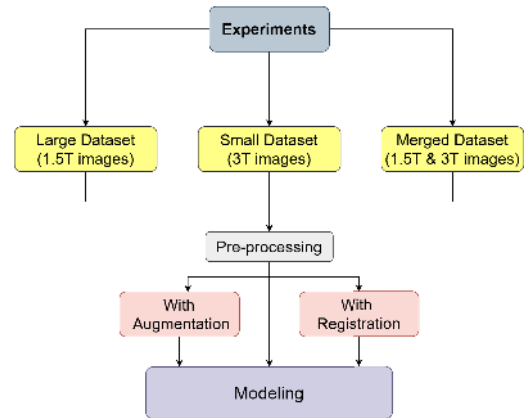 Experiments
Large Dataset
(1.5T images)
Small Dataset
(3T images)
Merged Dataset
(1.5T & 3T images)
Pre-processing
With
Augmentation
With
Registration
Modeling